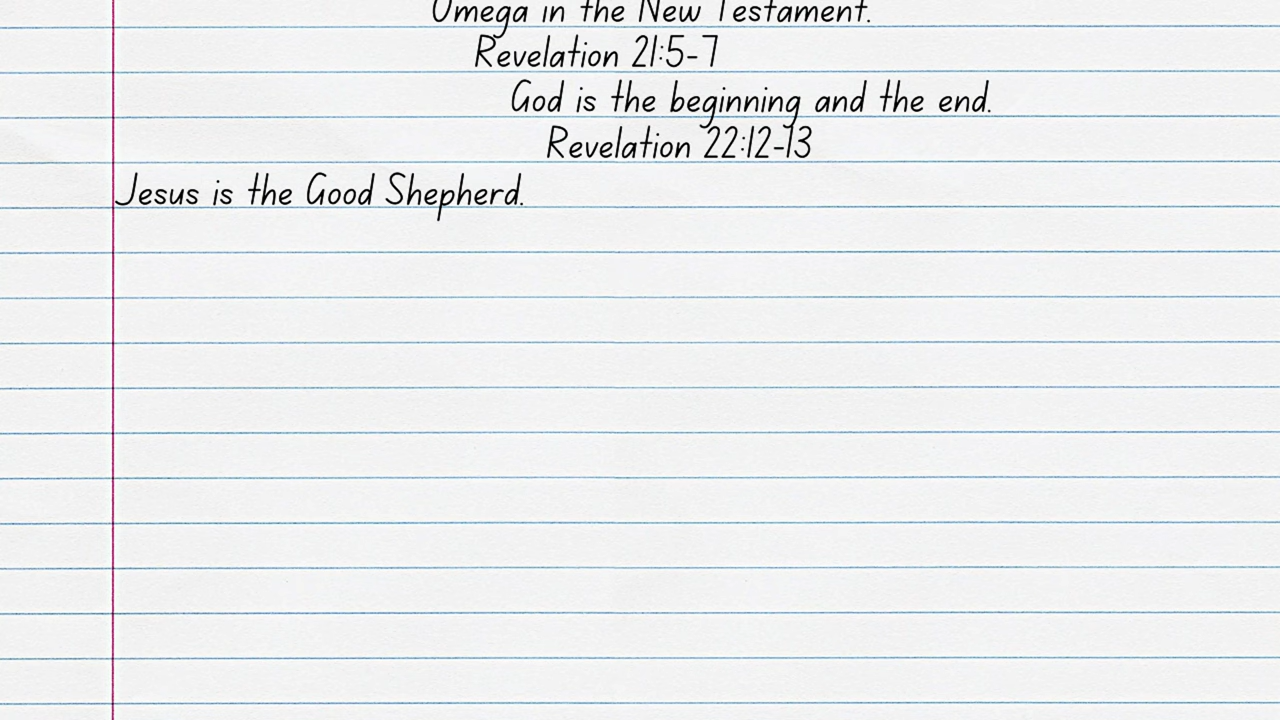 Omega in the New Testament.
Revelation 21:5-7
God is the beginning and the end.
Revelation 22:12-13
Jesus is the Good Shepherd.